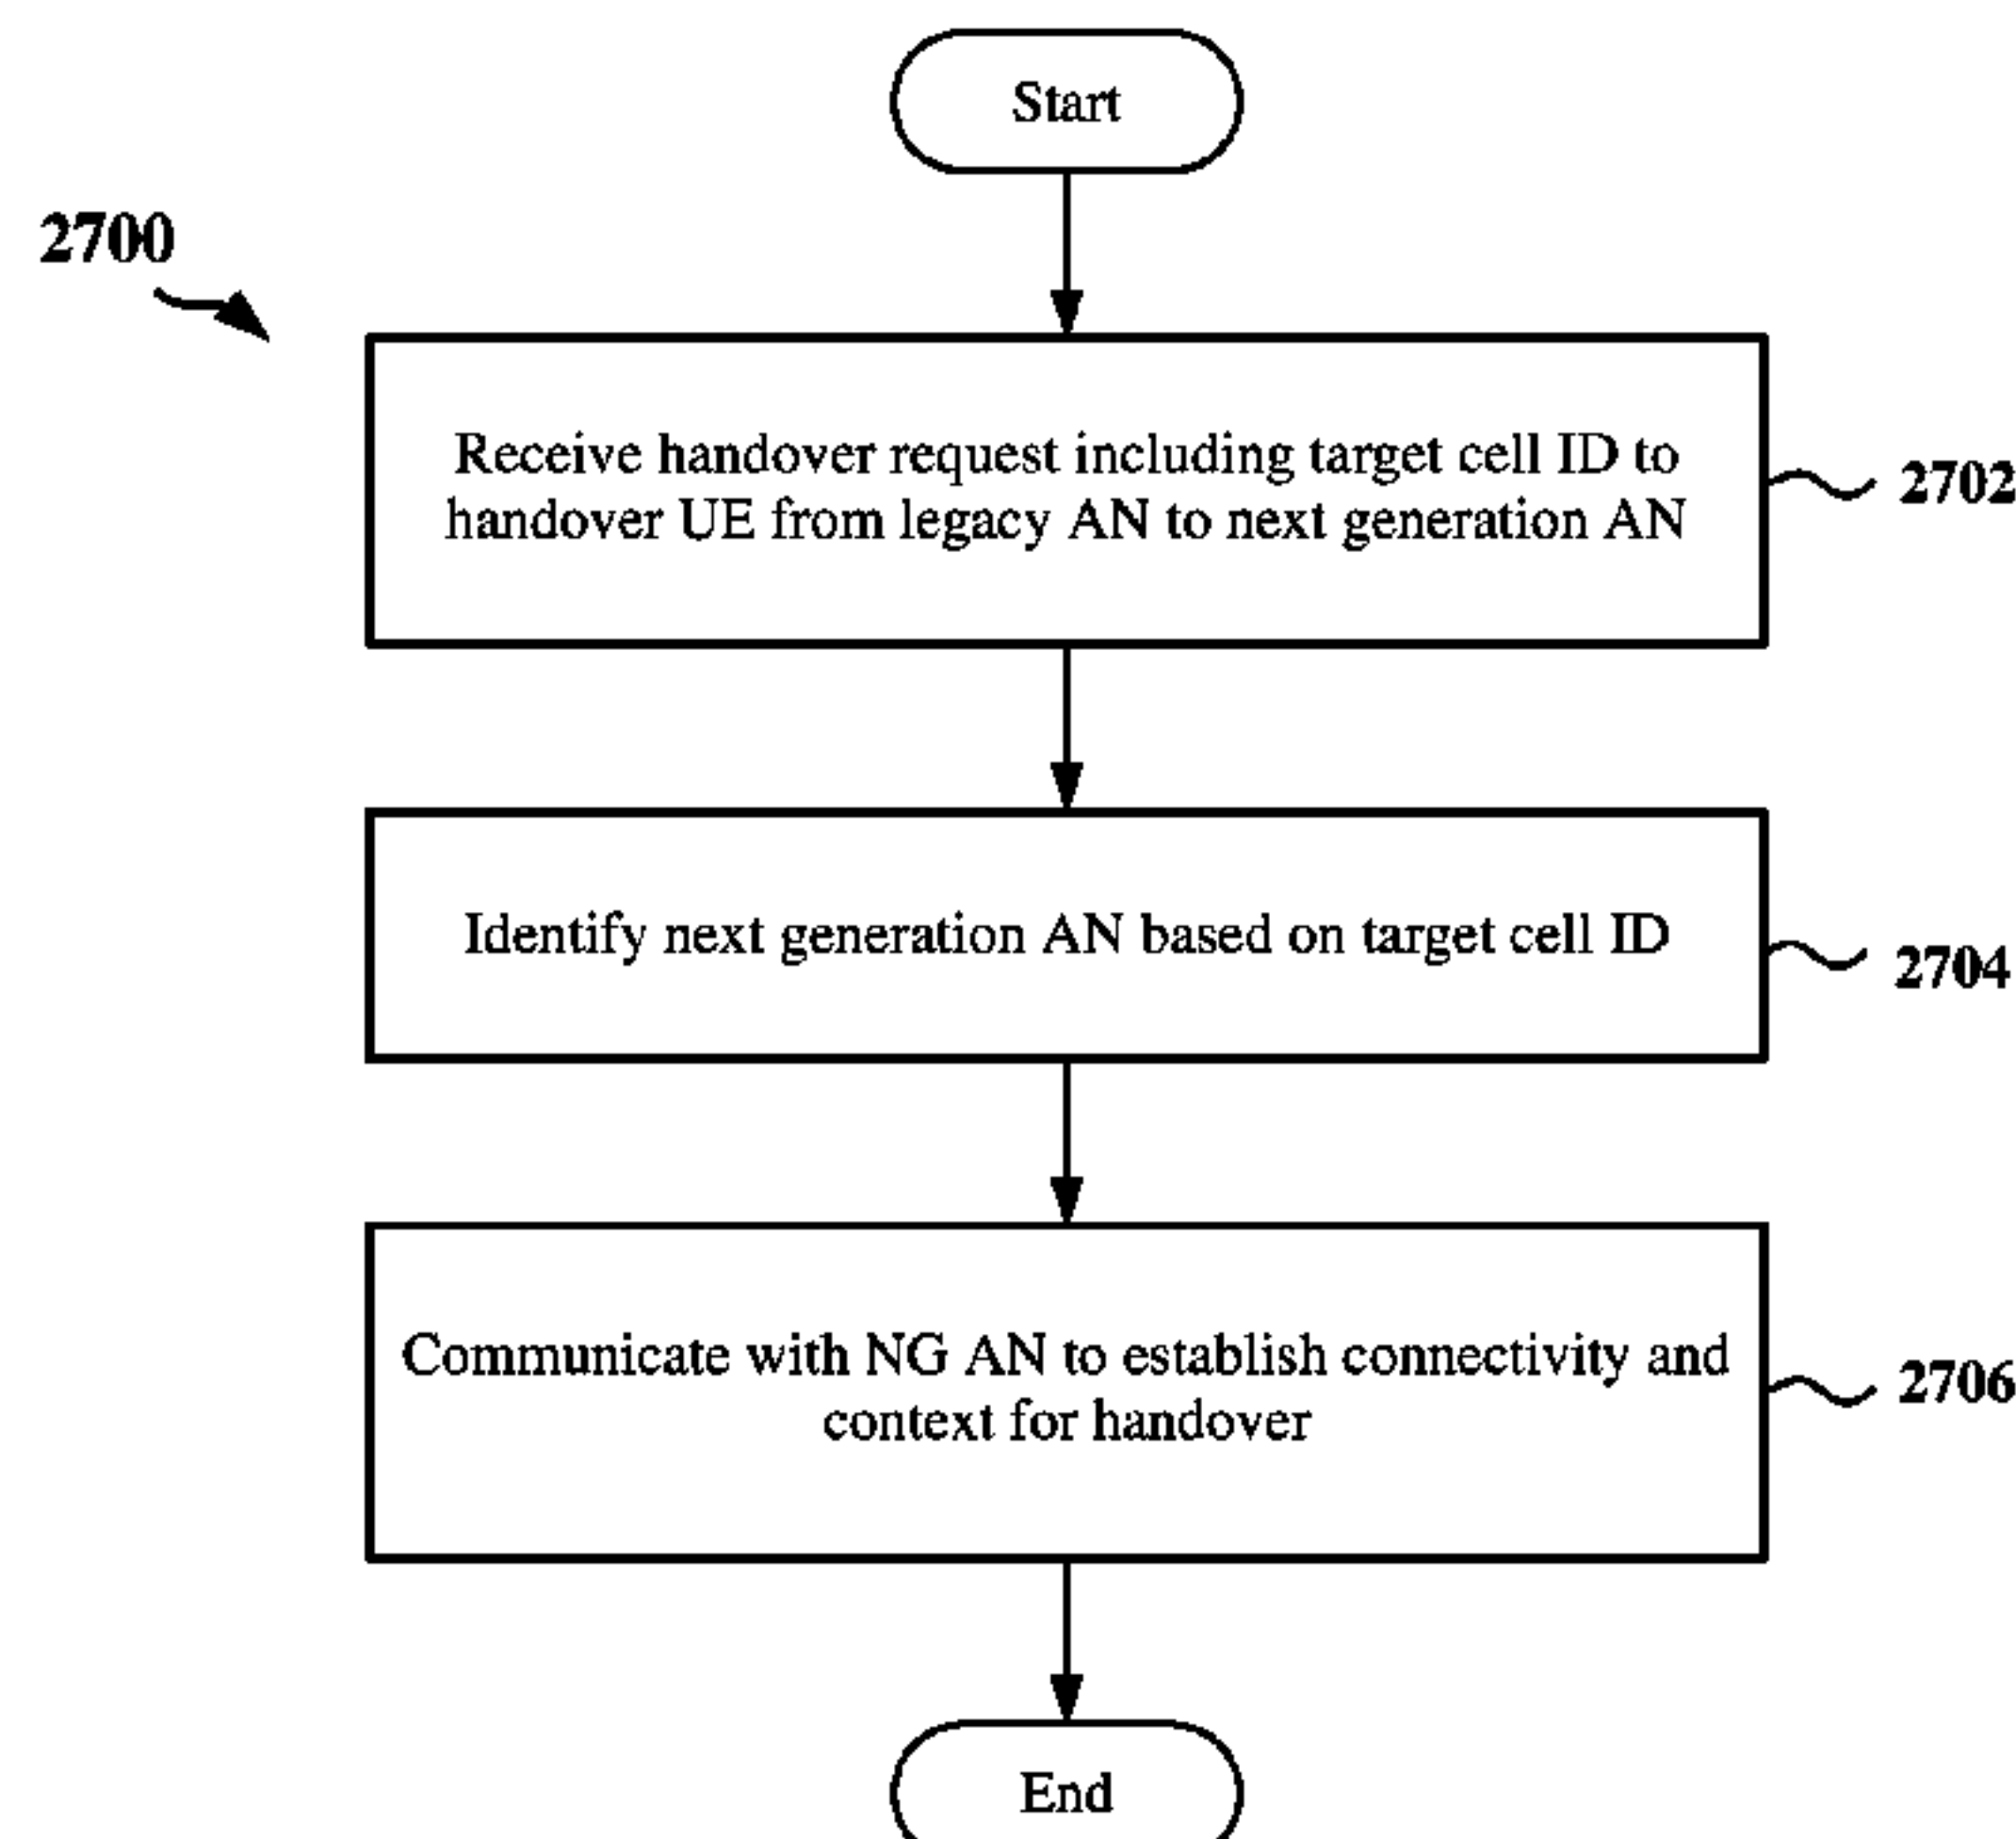 Start
2700
Receive handover request including target cell ID to
handover UE from legacy AN to next generation AN
2702
Identify next generation AN based on target cell ID
2704
Communicate with NG AN to establish connectivity and
context for handover
2706
End